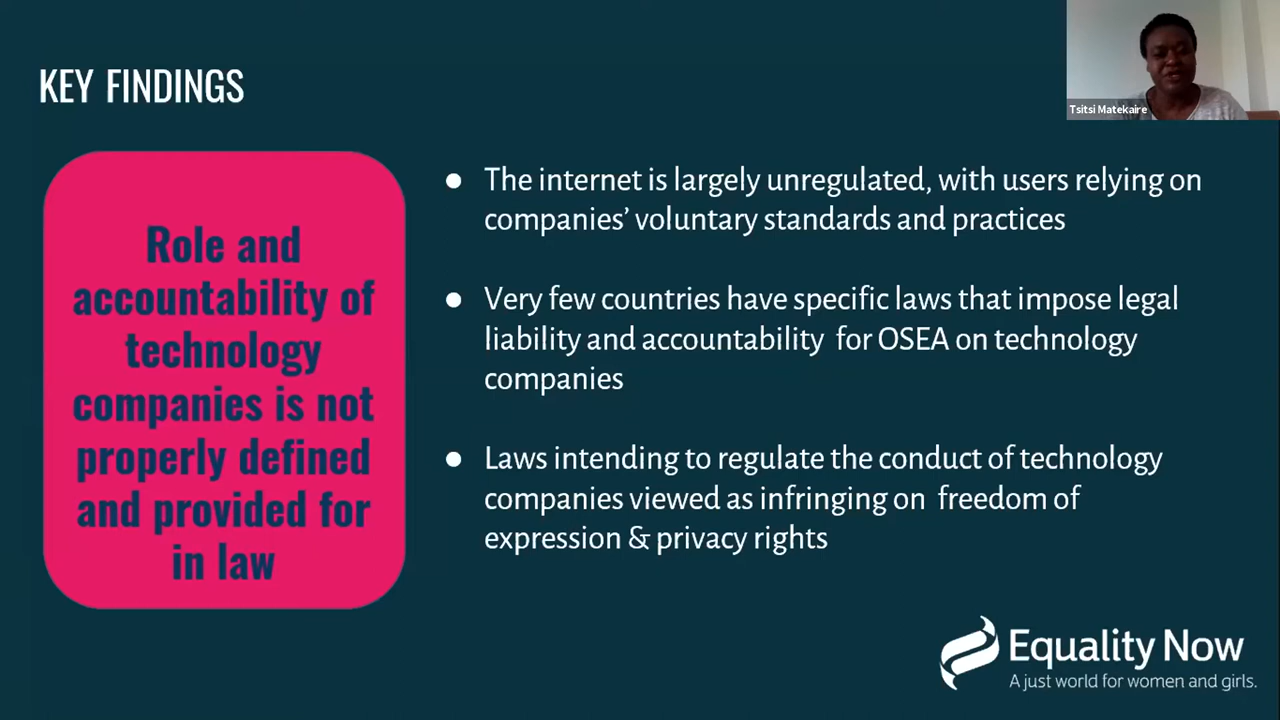 KEY FINDINGS
Tsitsi Matekaire
Role and
accountability of
technology
companies is not
properly defined
and provided for
in law
● The internet is largely unregulated, with users relying on
companies’ voluntary standards and practices
● Very few countries have specific laws that impose legal
liability and accountability for OSEA on technology
companies
● Laws intending to regulate the conduct of technology
companies viewed as infringing on freedom of
expression & privacy rights
Equality Now
A just world for women and girls.